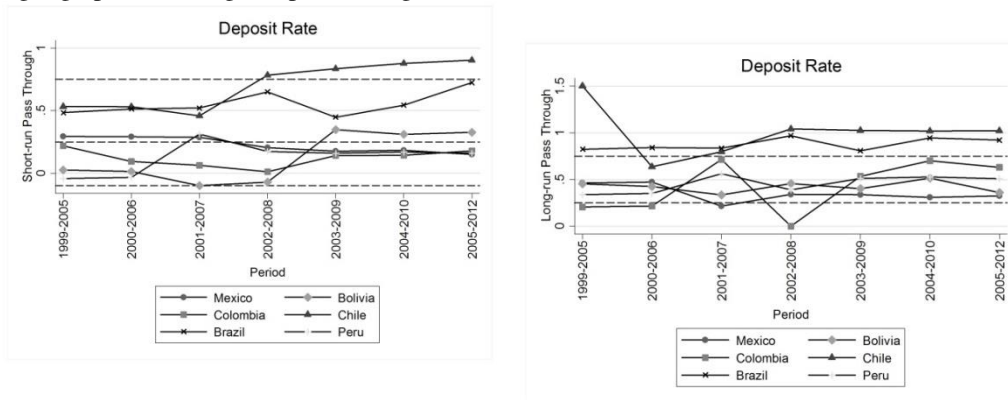 Deposit Rate
Short-run Pass Through
1
.5
0
1999-2005
2000-2006
2001-2007
2002-2008
2003-2009
2004-2010
2005-2012
Period
Mexico
Bolivia
Colombia
Chile
Brazil
Peru
Deposit Rate
Long-run Pass Through
1.5
1
.5
0
1999-2005
2000-2006
2001-2007
2002-2008
2003-2009
2004-2010
2005-2012
Period
Mexico
Bolivia
Colombia
Chile
Brazil
Peru